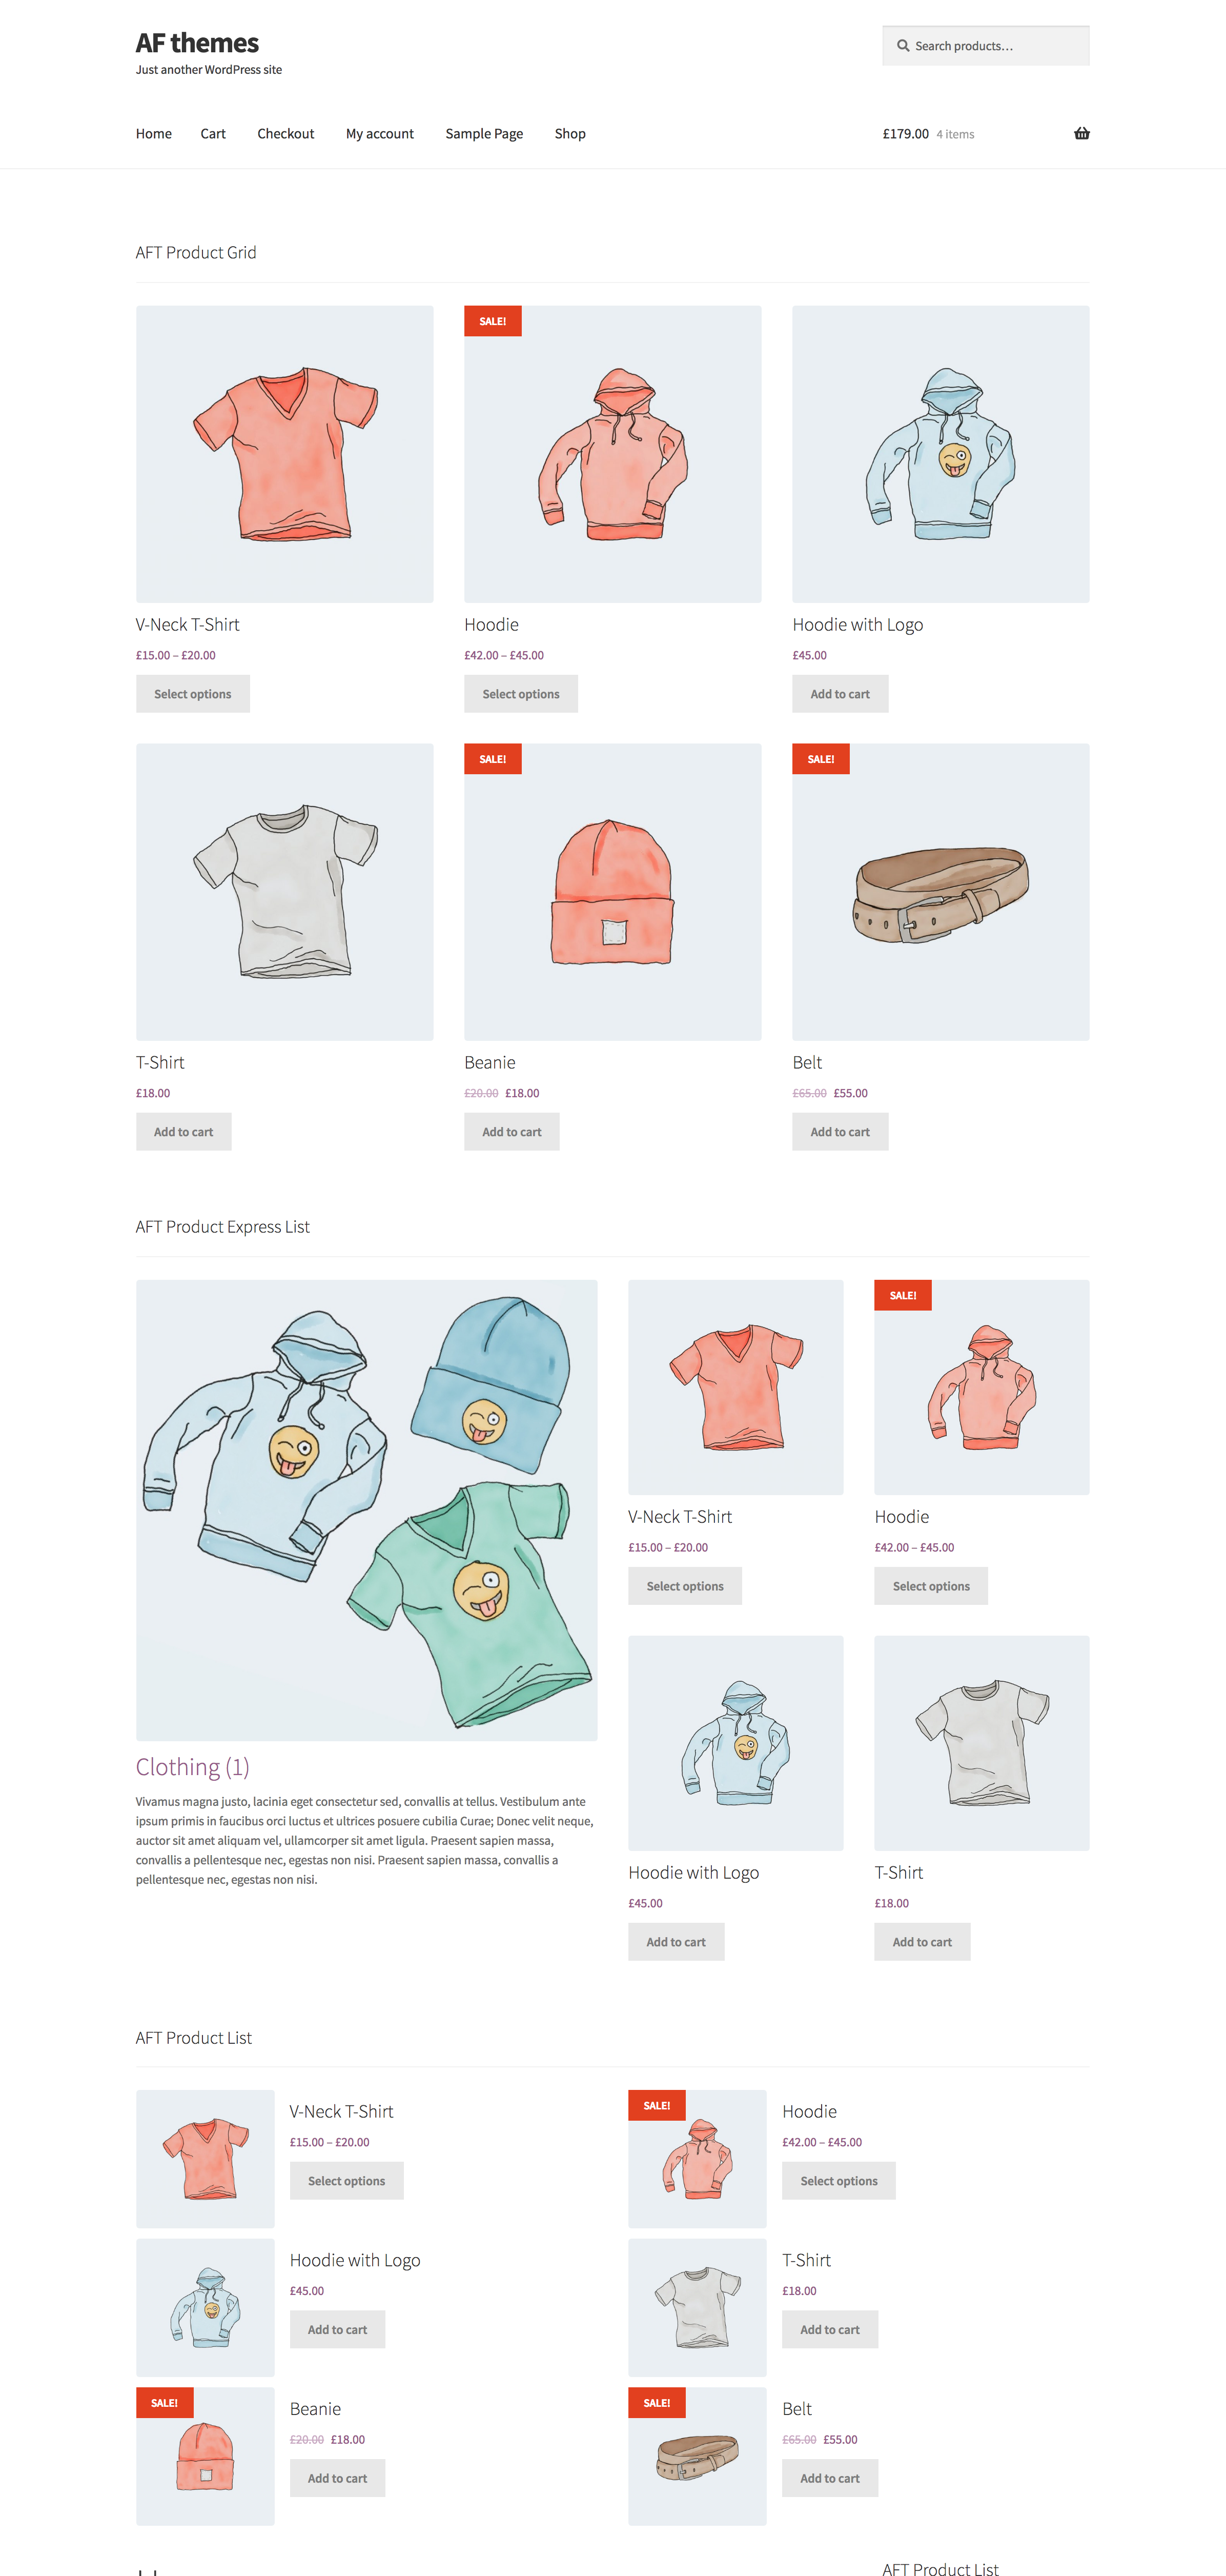 AF themes
Just another WordPress site
Search products…
Home Cart Checkout My account Sample Page Shop
£179.00 4 items
AFT Product Grid
SALE!
V-Neck T-Shirt
£15.00 – £20.00
Select options
Hoodie
£42.00 – £45.00
Select options
Hoodie with Logo
£45.00
Add to cart
SALE!
SALE!
T-Shirt
£18.00
Add to cart
Beanie
£20.00 £18.00
Add to cart
Belt
£65.00 £55.00
Add to cart
AFT Product Express List
Clothing (1)
Vivamus magna justo, lacinia eget consectetur sed, convallis at tellus. Vestibulum ante
ipsum primis in faucibus orci luctus et ultrices posuere cubilia Curae; Donec velit neque,
auctor sit amet aliquam vel, ullamcorper sit amet ligula. Praesent sapien massa,
convallis a pellentesque nec, egestas non nisi. Praesent sapien massa, convallis a
pellentesque nec, egestas non nisi.
V-Neck T-Shirt
£15.00 – £20.00
Select options
SALE!
Hoodie
£42.00 – £45.00
Select options
Hoodie with Logo
£45.00
Add to cart
T-Shirt
£18.00
Add to cart
AFT Product List
V-Neck T-Shirt
£15.00 – £20.00
Select options
SALE!
Hoodie
£42.00 – £45.00
Select options
Hoodie with Logo
£45.00
Add to cart
T-Shirt
£18.00
Add to cart
SALE!
Beanie
£20.00 £18.00
Add to cart
SALE!
Belt
£65.00 £55.00
Add to cart
AFT Product List